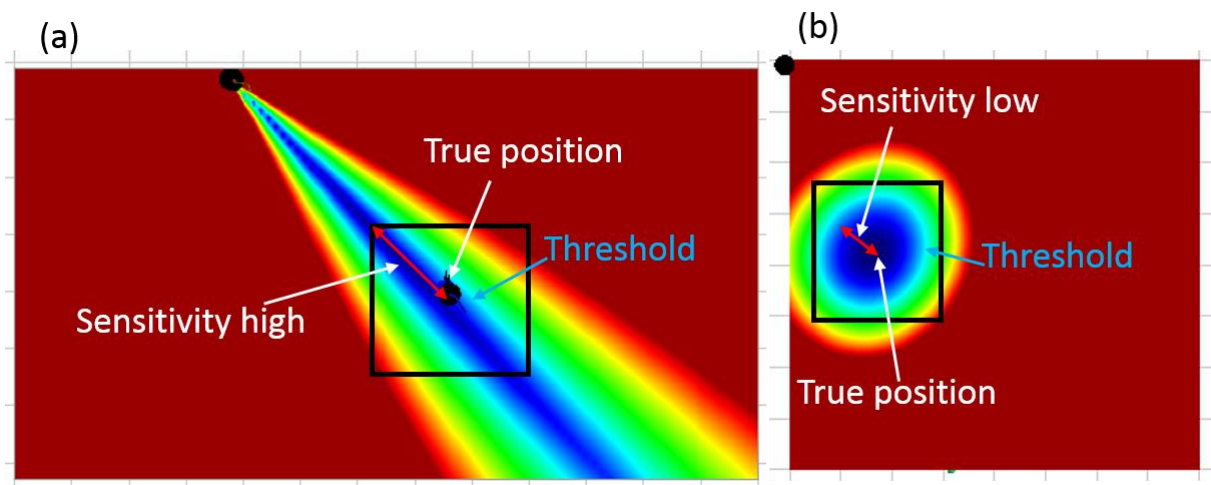 (a)
True position
Threshold
Sensitivity high
(b)
Sensitivity low
Threshold
True position